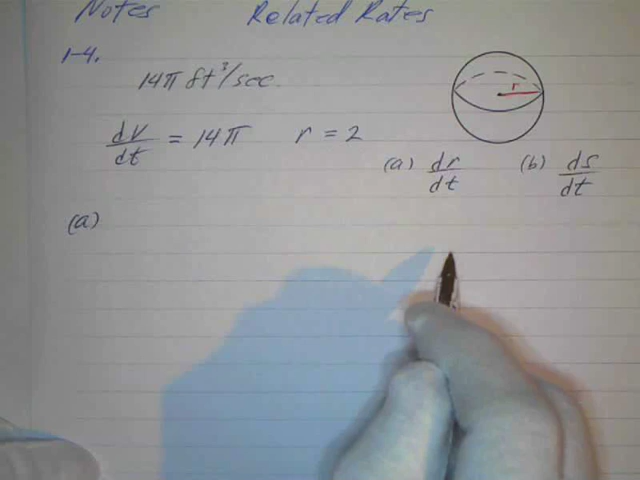 Notes Related Rates
1-4.
14π ft³/sec.
r
dV/dt = 14π r = 2
(a) dr/dt (b) ds/dt
(a)